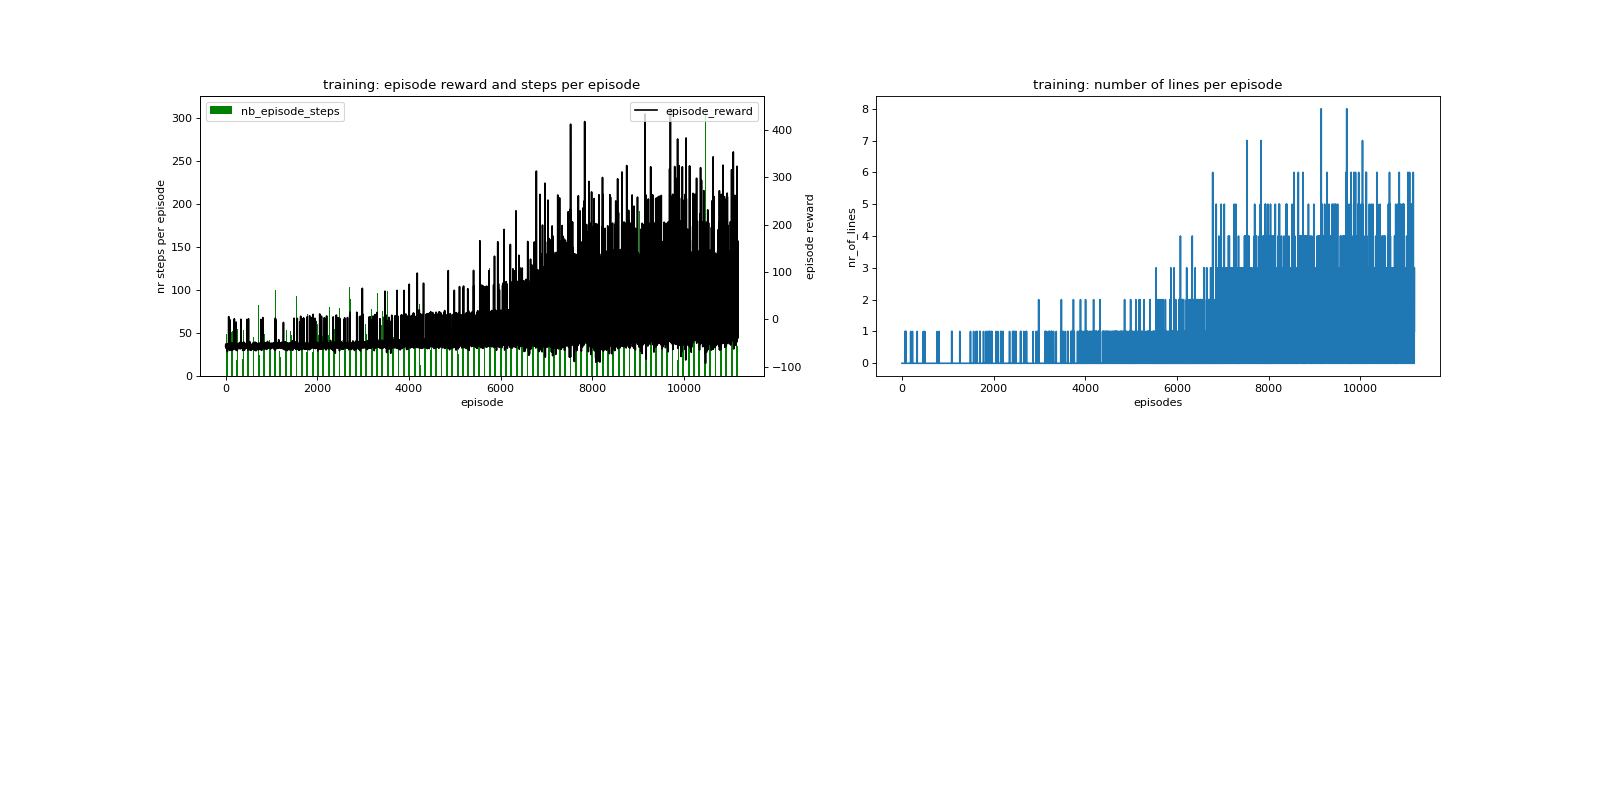 training: episode reward and steps per episode
nb_episode_steps
episode_reward
300
250
200
150
100
50
0
nr steps per episode
400
300
200
100
0
−100
episode reward
0 2000 4000 6000 8000 10000
episode
training: number of lines per episode
8
7
6
5
4
3
2
1
0
nr_of_lines
0 2000 4000 6000 8000 10000
episodes